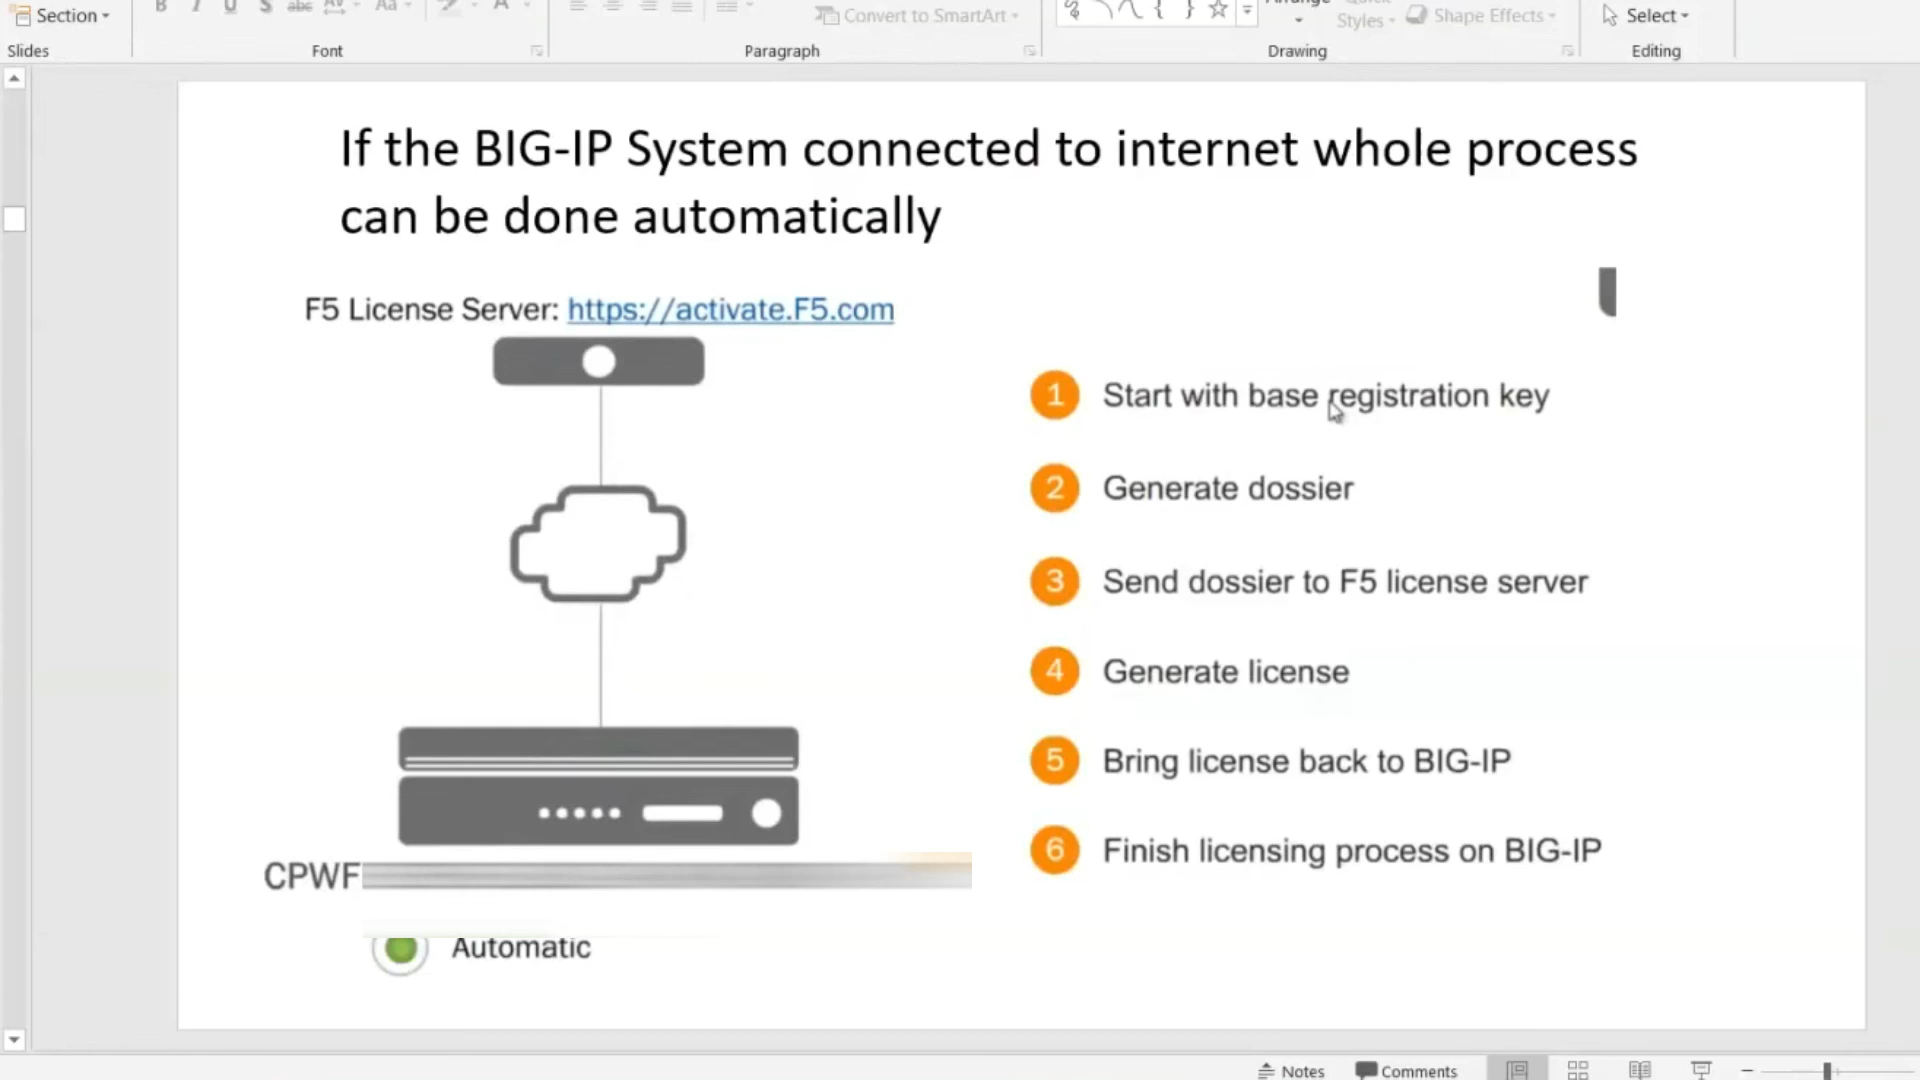 Section
Convert to SmartArt
Styles
Shape Effects
Select
Slides
Font
Paragraph
Drawing
Editing
If the BIG-IP System connected to internet whole process
can be done automatically
F5 License Server: https://activate.F5.com
1 Start with base registration key
2 Generate dossier
3 Send dossier to F5 license server
4 Generate license
5 Bring license back to BIG-IP
6 Finish licensing process on BIG-IP
CPWF
Automatic
Notes
Comments